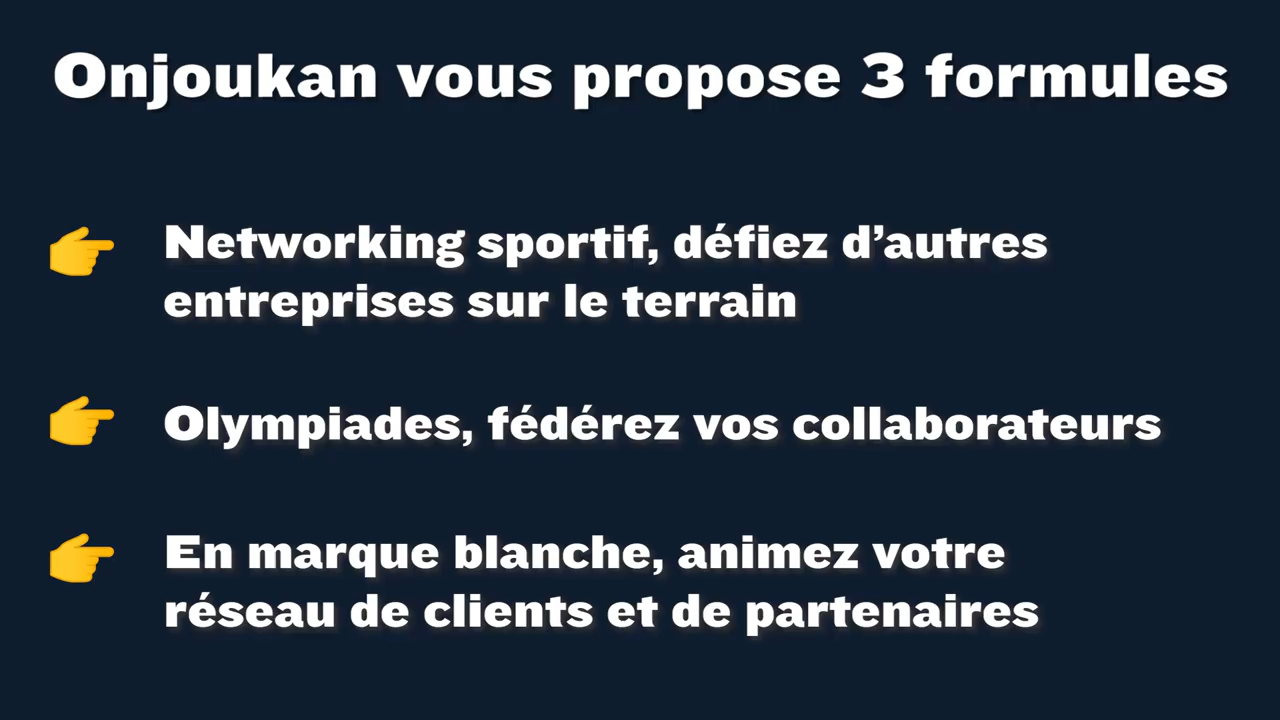 Onjoukan vous propose 3 formules
👉 Networking sportif, défiez d’autres
entreprises sur le terrain
👉 Olympiades, fédérez vos collaborateurs
👉 En marque blanche, animez votre
réseau de clients et de partenaires